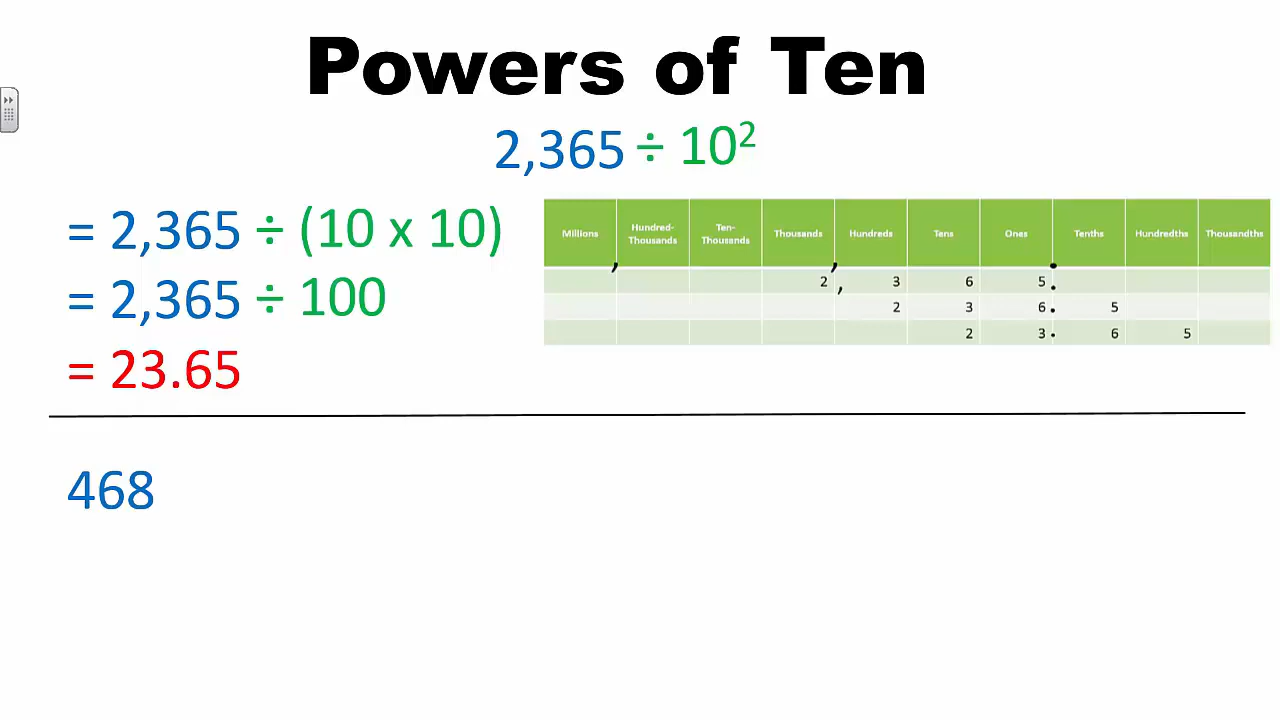 Powers of Ten
2,365 ÷ 10²
= 2,365 ÷ (10 x 10)
= 2,365 ÷ 100
= 23.65
Millions , Hundred-Thousands Ten-Thousands Thousands , Hundreds Tens Ones . Tenths Hundredths Thousandths
2 , 3 6 5 .
2 3 6 . 5
2 3 . 6 5
468